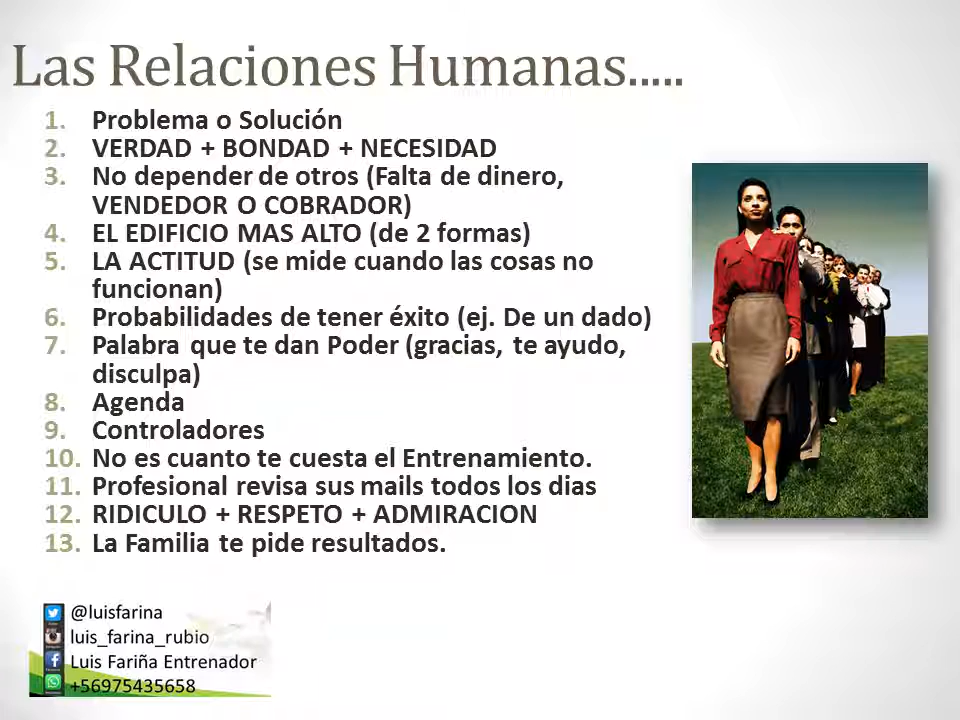 Las Relaciones Humanas.....
1. Problema o Solución
2. VERDAD + BONDAD + NECESIDAD
3. No depender de otros (Falta de dinero,
VENDEDOR O COBRADOR)
4. EL EDIFICIO MAS ALTO (de 2 formas)
5. LA ACTITUD (se mide cuando las cosas no
funcionan)
6. Probabilidades de tener éxito (ej. De un dado)
7. Palabra que te dan Poder (gracias, te ayudo,
disculpa)
8. Agenda
9. Controladores
10. No es cuanto te cuesta el Entrenamiento.
11. Profesional revisa sus mails todos los dias
12. RIDICULO + RESPETO + ADMIRACION
13. La Familia te pide resultados.
@luisfarina
luis_farina_rubio
Luis Fariña Entrenador
+56975435658